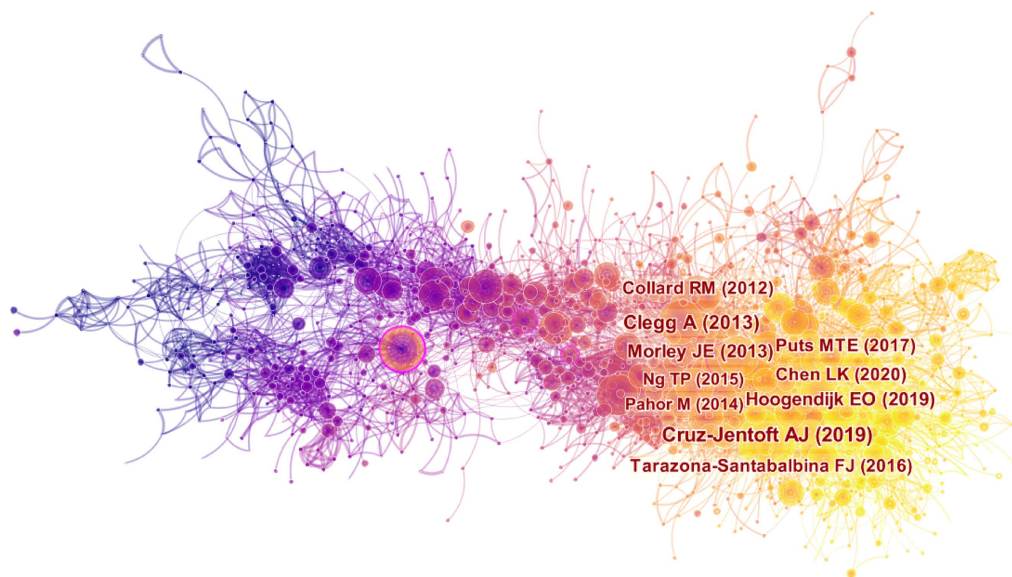 Collard RM (2012)
Clegg A (2013)
Morley JE (2013)
Puts MTE (2017)
Ng TP (2015)
Chen LK (2020)
Pahor M (2014)
Hoogendijk EO (2019)
Cruz-Jentoft AJ (2019)
Tarazona-Santabalbina FJ (2016)